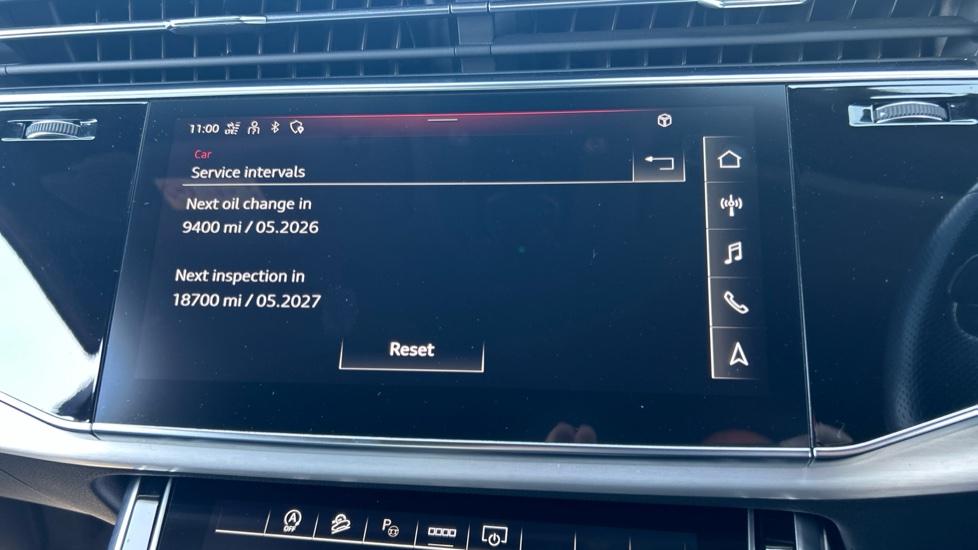 11:00
Car
Service intervals
Next oil change in
9400 mi / 05.2026
Next inspection in
18700 mi / 05.2027
Reset
OFF
P